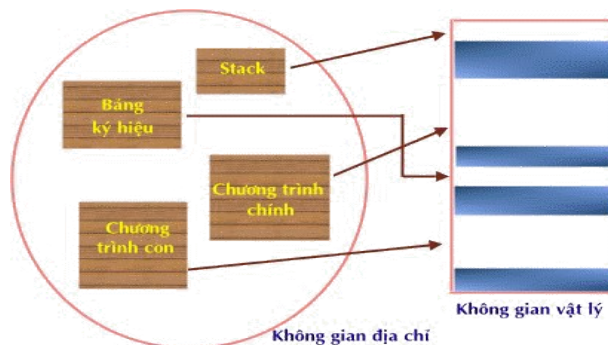 Stack
Bảng
ký hiệu
Chương trình
chính
Chương
trình con
Không gian vật lý
Không gian địa chỉ